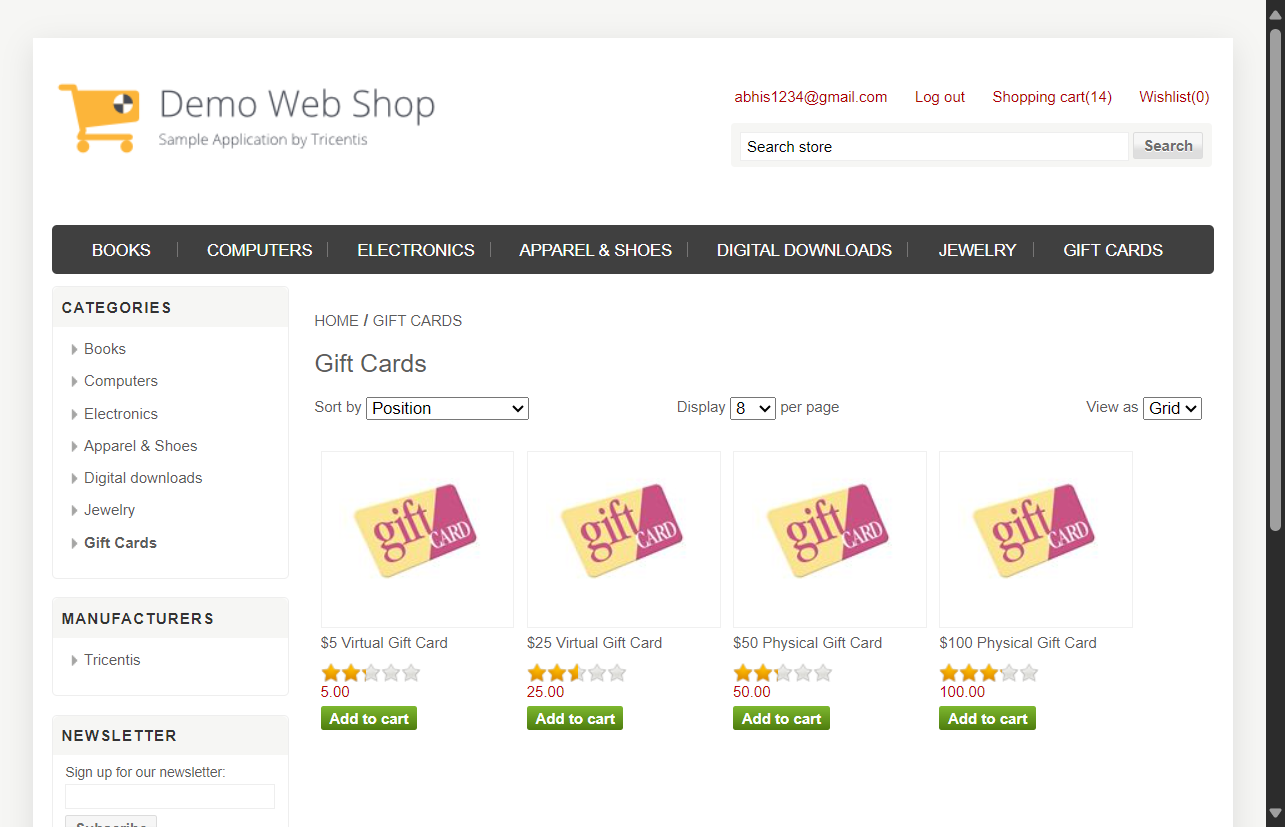 Demo Web Shop
Sample Application by Tricentis
abhis1234@gmail.com Log out Shopping cart(14) Wishlist(0)
Search store Search
BOOKS COMPUTERS ELECTRONICS APPAREL & SHOES DIGITAL DOWNLOADS JEWELRY GIFT CARDS
CATEGORIES
Books
Computers
Electronics
Apparel & Shoes
Digital downloads
Jewelry
Gift Cards
MANUFACTURERS
Tricentis
NEWSLETTER
Sign up for our newsletter:
Subscribe
HOME / GIFT CARDS
Gift Cards
Sort by Position Display 8 per page View as Grid
gift CARD gift CARD gift CARD gift CARD
$5 Virtual Gift Card $25 Virtual Gift Card $50 Physical Gift Card $100 Physical Gift Card
5.00 25.00 50.00 100.00
Add to cart Add to cart Add to cart Add to cart